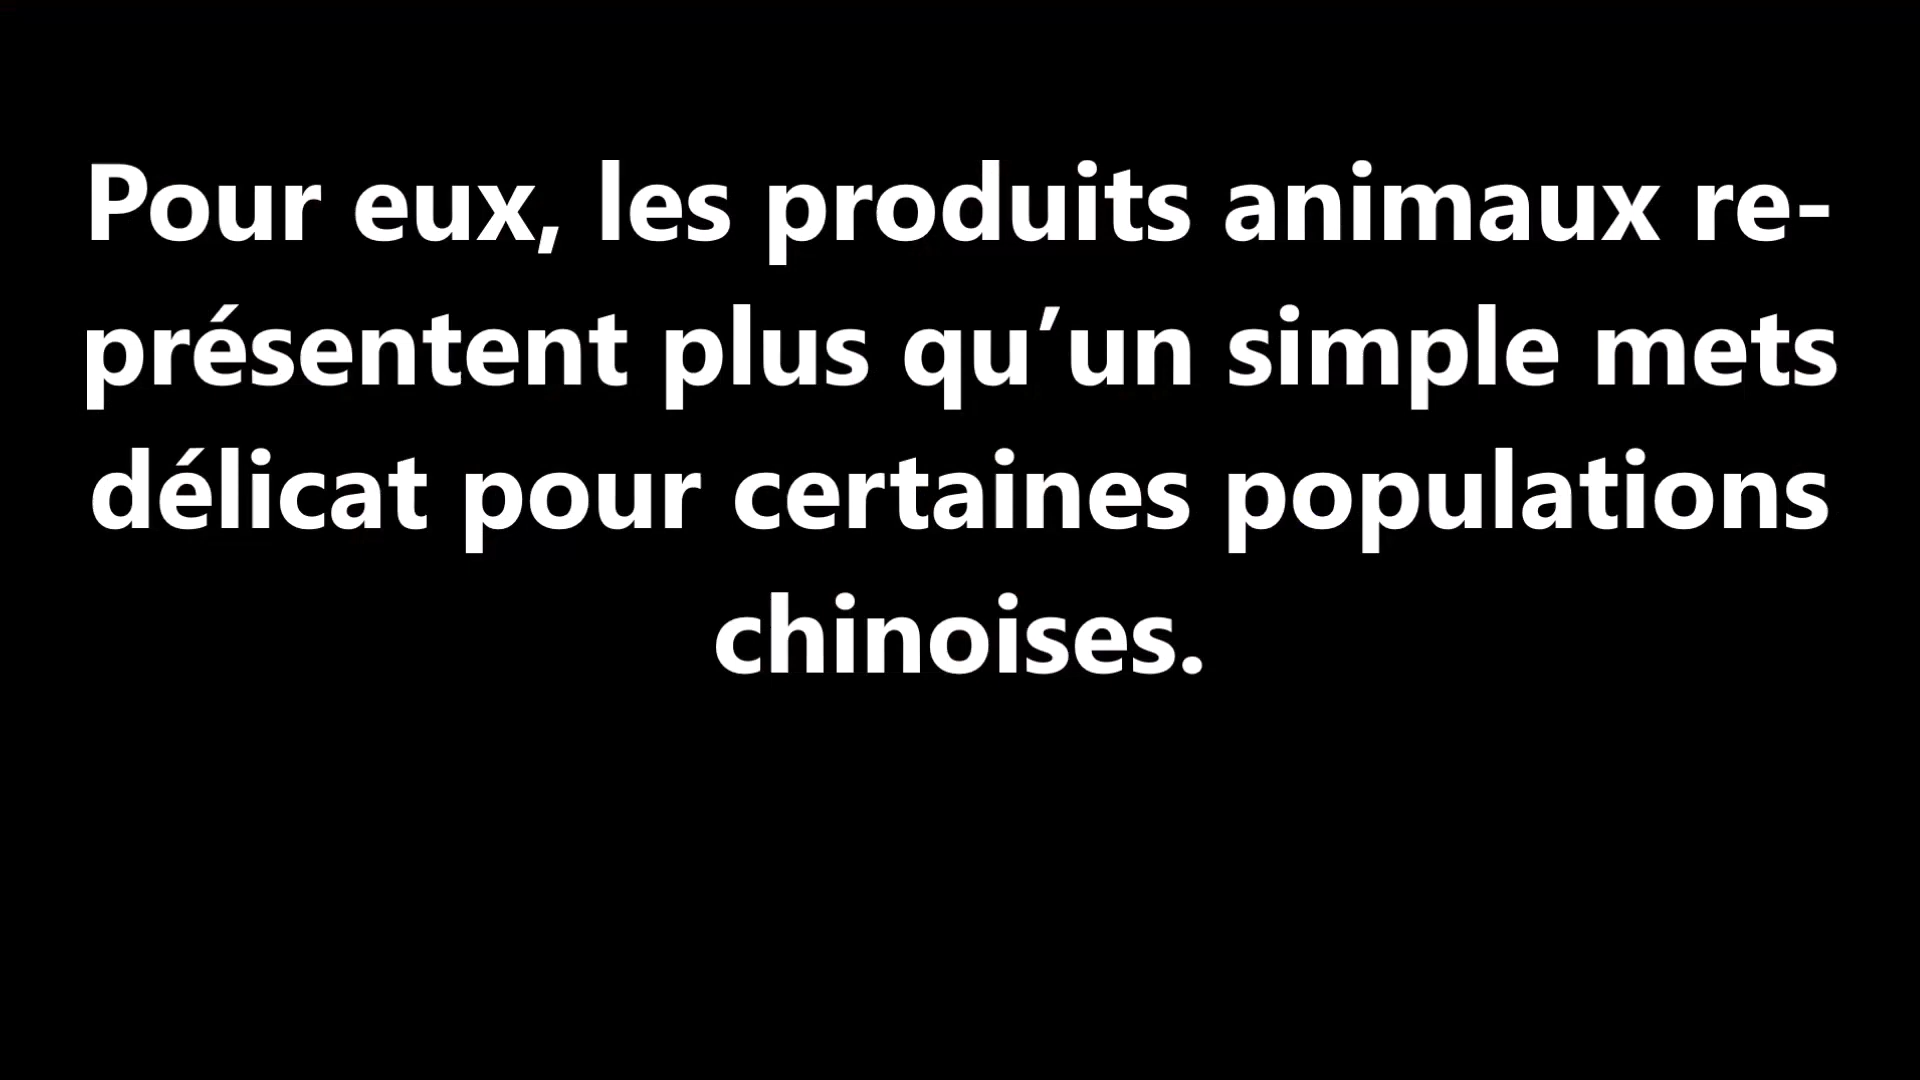 Pour eux, les produits animaux re-
présentent plus qu’un simple mets
délicat pour certaines populations
chinoises.